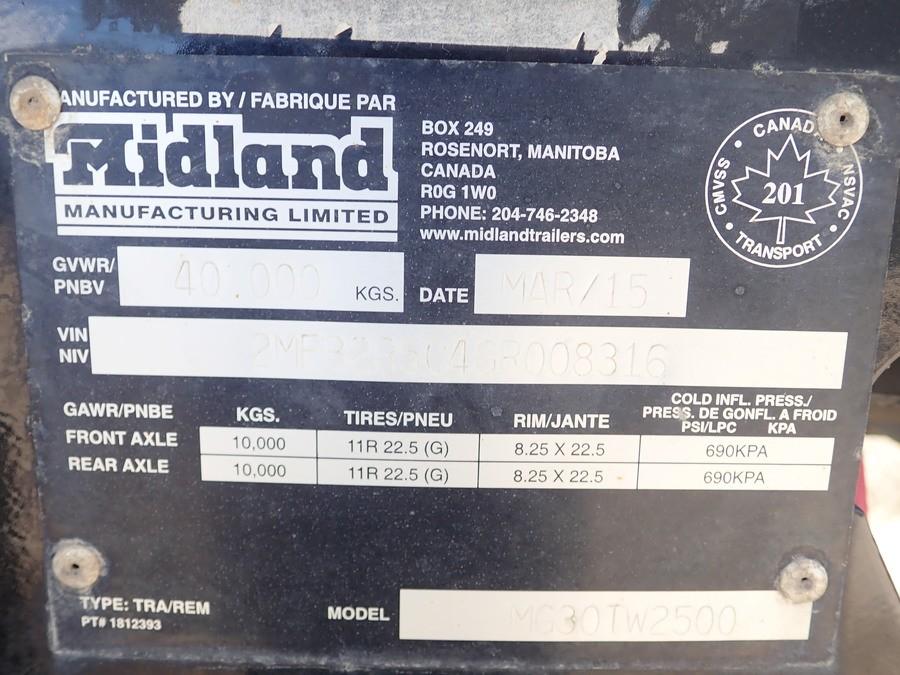 ANUFACTURED BY / FABRIQUE PAR
Midland
MANUFACTURING LIMITED
BOX 249
ROSENORT, MANITOBA
CANADA
R0G 1W0
PHONE: 204-746-2348
www.midlandtrailers.com
CANAD
CMVSS 201 NSVAC
TRANSPORT
GVWR/ PNBV 40,000 KGS. DATE MAR/15
VIN
NIV
GAWR/PNBE KGS. TIRES/PNEU RIM/JANTE COLD INFL. PRESS./ PRESS. DE GONFL. A FROID PSI/LPC KPA
FRONT AXLE 10,000 11R 22.5 (G) 8.25 X 22.5 690KPA
REAR AXLE 10,000 11R 22.5 (G) 8.25 X 22.5 690KPA
TYPE: TRA/REM
PT# 1812393
MODEL MG30TW2500